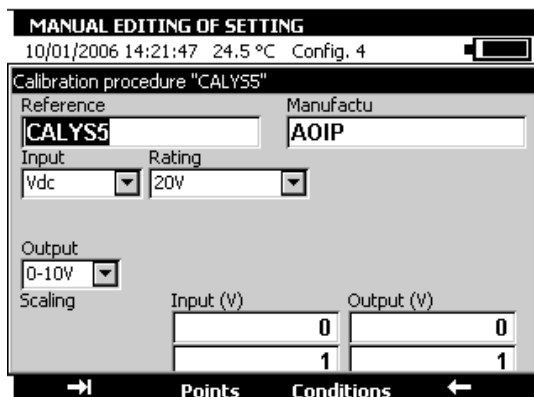 MANUAL EDITING OF SETTING
10/01/2006 14:21:47 24.5 °C Config. 4
Calibration procedure "CALYS5"
Reference Manufactu
CALYS5 AOIP
Input Rating
Vdc 20V
Output
0-10V
Scaling Input (V) Output (V)
0 0
1 1
Points Conditions